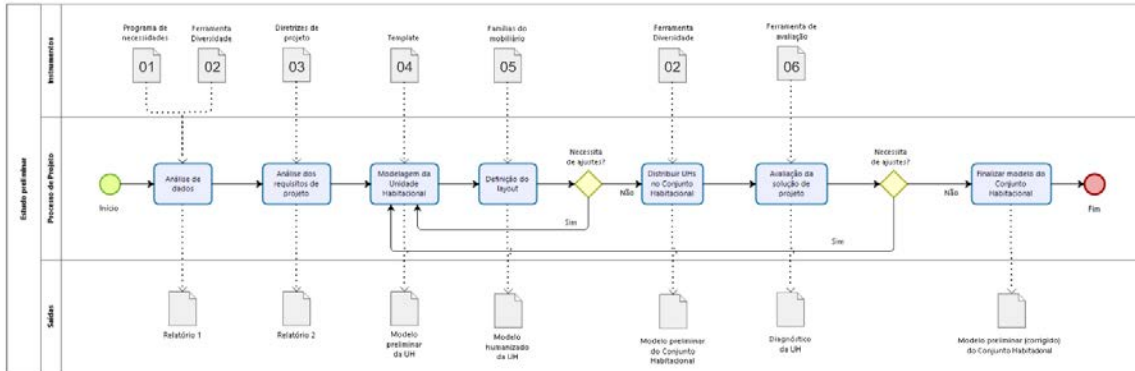 Estudo preliminar
Instrumentos
Programa de
necessidades
Ferramenta
Diversidade
Diretrizes de
projeto
Template
Famílias do
mobiliário
Ferramenta
Diversidade
Ferramenta de
avaliação
01
02
03
04
05
02
06
Processo de Projeto
Início
Análise de
dados
Análise dos
requisitos de
projeto
Modelagem da
Unidade
Habitacional
Definição do
layout
Necessita
de ajustes?
Não
Sim
Distribuir UHs
no Conjunto
Habitacional
Avaliação da
solução de
projeto
Necessita
de ajustes?
Não
Sim
Finalizar modelo do
Conjunto
Habitacional
Fim
Saídas
Relatório 1
Relatório 2
Modelo
preliminar
da UH
Modelo
humanizado
da UH
Modelo preliminar
do Conjunto
Habitacional
Diagnóstico
da UH
Modelo preliminar (corrigido)
do Conjunto Habitacional